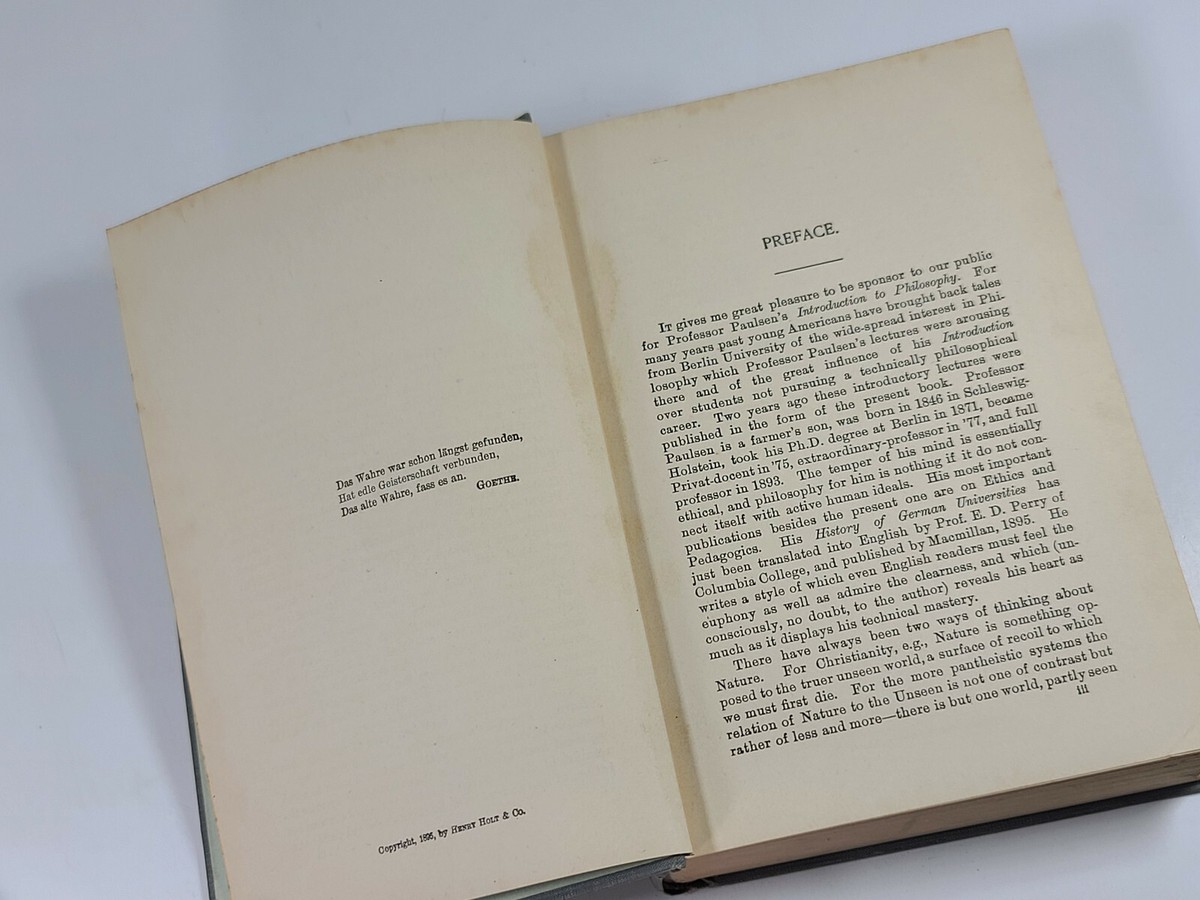 Das Wahre war schon längst gefunden,
Hat edle Geisterschaft verbunden,
Das alte Wahre, fass es an.
GOETHE.
Copyright, 1895, by HENRY HOLT & Co.
PREFACE.
IT gives me great pleasure to be sponsor to our public
for Professor Paulsen's Introduction to Philosophy. For
many years past young Americans have brought back tales
from Berlin University of the wide-spread interest in Phi-
losophy which Professor Paulsen's lectures were arousing
there and of the great influence of his Introduction
over students not pursuing a technically philosophical
career. Two years ago these introductory lectures were
published in the form of the present book. Professor
Paulsen is a farmer's son, was born in 1846 in Schleswig-
Holstein, took his Ph.D. degree at Berlin in 1871, became
Privat-docent in '75, extraordinary-professor in '77, and full
professor in 1893. The temper of his mind is essentially
ethical, and philosophy for him is nothing if it do not con-
nect itself with active human ideals. His most important
publications besides the present one are on Ethics and
Pedagogics. His History of German Universities has
just been translated into English by Prof. E. D. Perry of
Columbia College, and published by Macmillan, 1895. He
writes a style of which even English readers must feel the
euphony as well as admire the clearness, and which (un-
consciously, no doubt, to the author) reveals his heart as
much as it displays his technical mastery.
There have always been two ways of thinking about
Nature. For Christianity, e.g., Nature is something op-
posed to the truer unseen world, a surface of recoil to which
we must first die. For the more pantheistic systems the
relation of Nature to the Unseen is not one of contrast but
rather of less and more—there is but one world, partly seen
iii